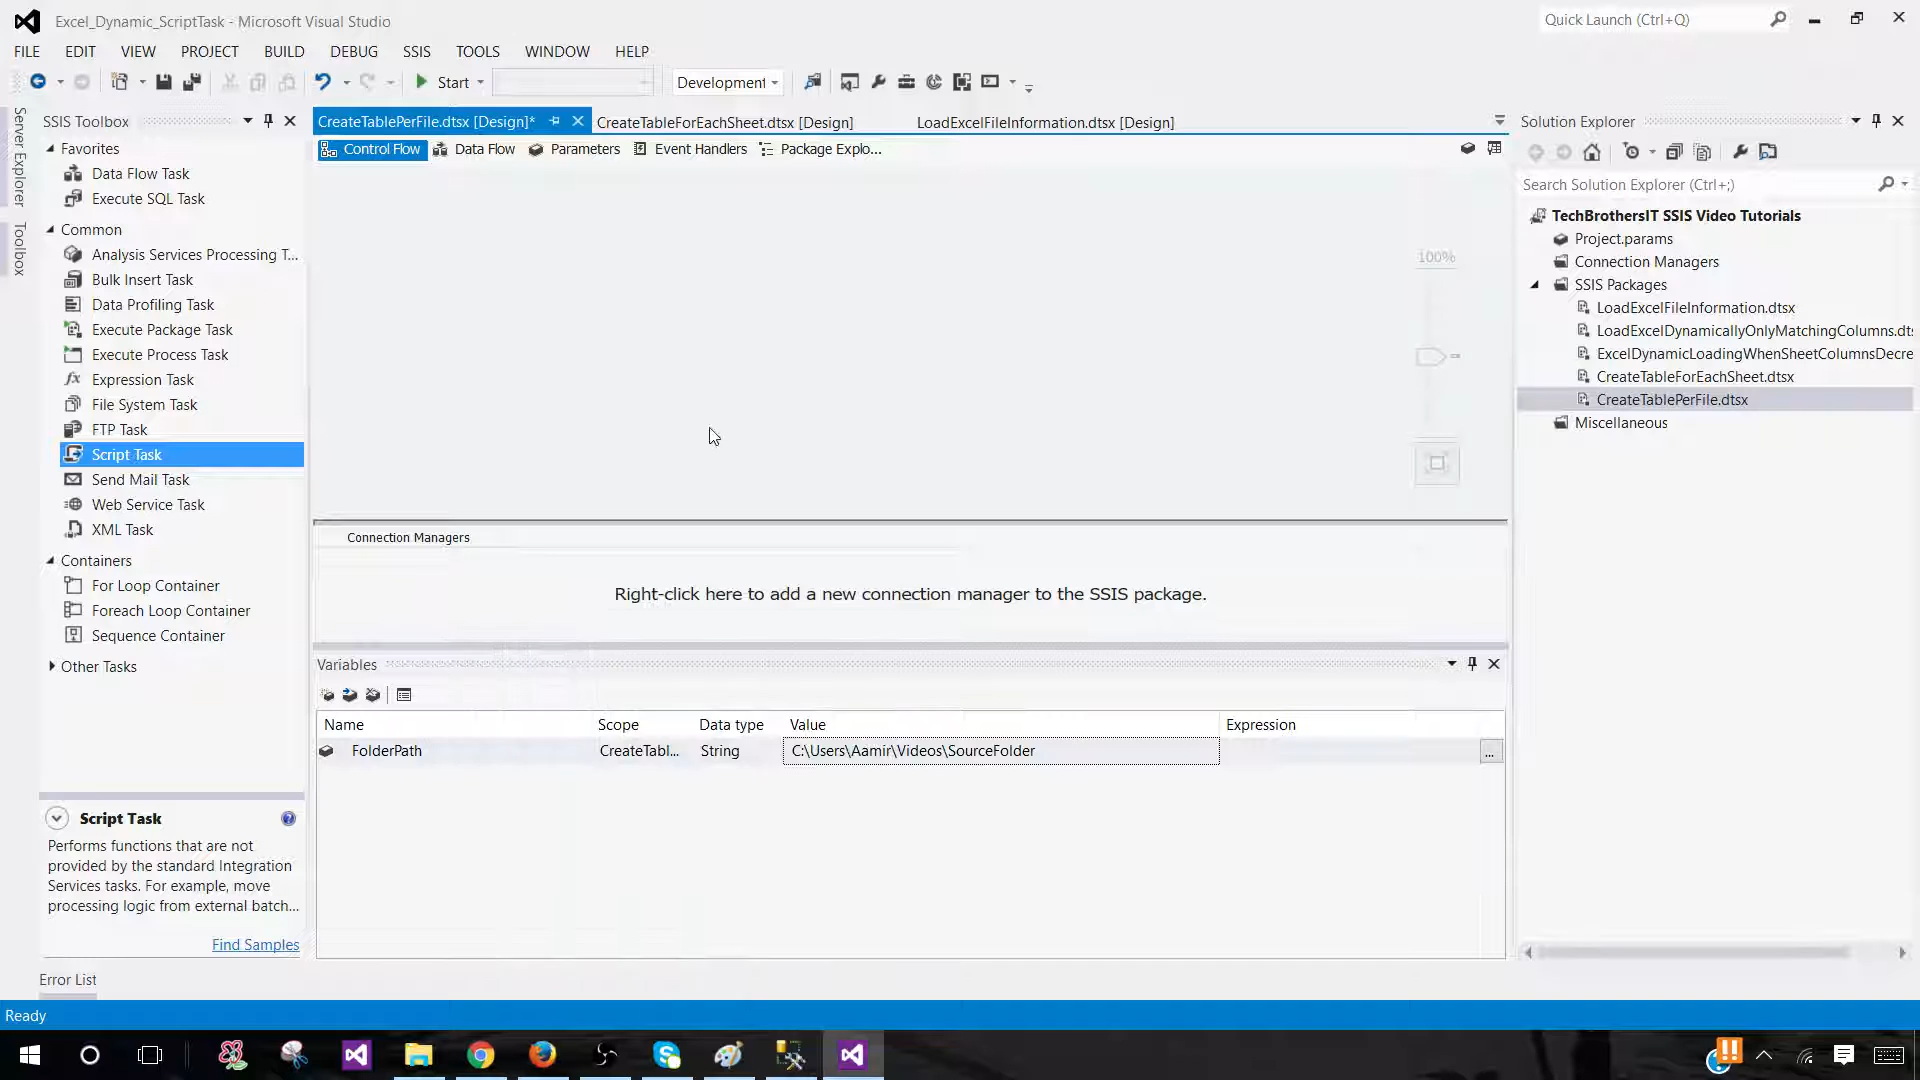 Excel_Dynamic_ScriptTask - Microsoft Visual Studio
Quick Launch (Ctrl+Q)
FILE EDIT VIEW PROJECT BUILD DEBUG SSIS TOOLS WINDOW HELP
Start
Development
Server Explorer
Toolbox
SSIS Toolbox
Favorites
Data Flow Task
Execute SQL Task
Common
Analysis Services Processing T...
Bulk Insert Task
Data Profiling Task
Execute Package Task
Execute Process Task
Expression Task
File System Task
FTP Task
Script Task
Send Mail Task
Web Service Task
XML Task
Containers
For Loop Container
Foreach Loop Container
Sequence Container
Other Tasks
Script Task
Performs functions that are not
provided by the standard Integration
Services tasks. For example, move
processing logic from external batch...
Find Samples
CreateTablePerFile.dtsx [Design]* CreateTableForEachSheet.dtsx [Design] LoadExcelFileInformation.dtsx [Design]
Control Flow Data Flow Parameters Event Handlers Package Explo...
100%
Connection Managers
Right-click here to add a new connection manager to the SSIS package.
Variables
Name Scope Data type Value Expression
FolderPath CreateTabl... String C:\Users\Aamir\Videos\SourceFolder ...
Solution Explorer
Search Solution Explorer (Ctrl+;)
TechBrothersIT SSIS Video Tutorials
Project.params
Connection Managers
SSIS Packages
LoadExcelFileInformation.dtsx
LoadExcelDynamicallyOnlyMatchingColumns.dts
ExcelDynamicLoadingWhenSheetColumnsDecre
CreateTableForEachSheet.dtsx
CreateTablePerFile.dtsx
Miscellaneous
Error List
Ready